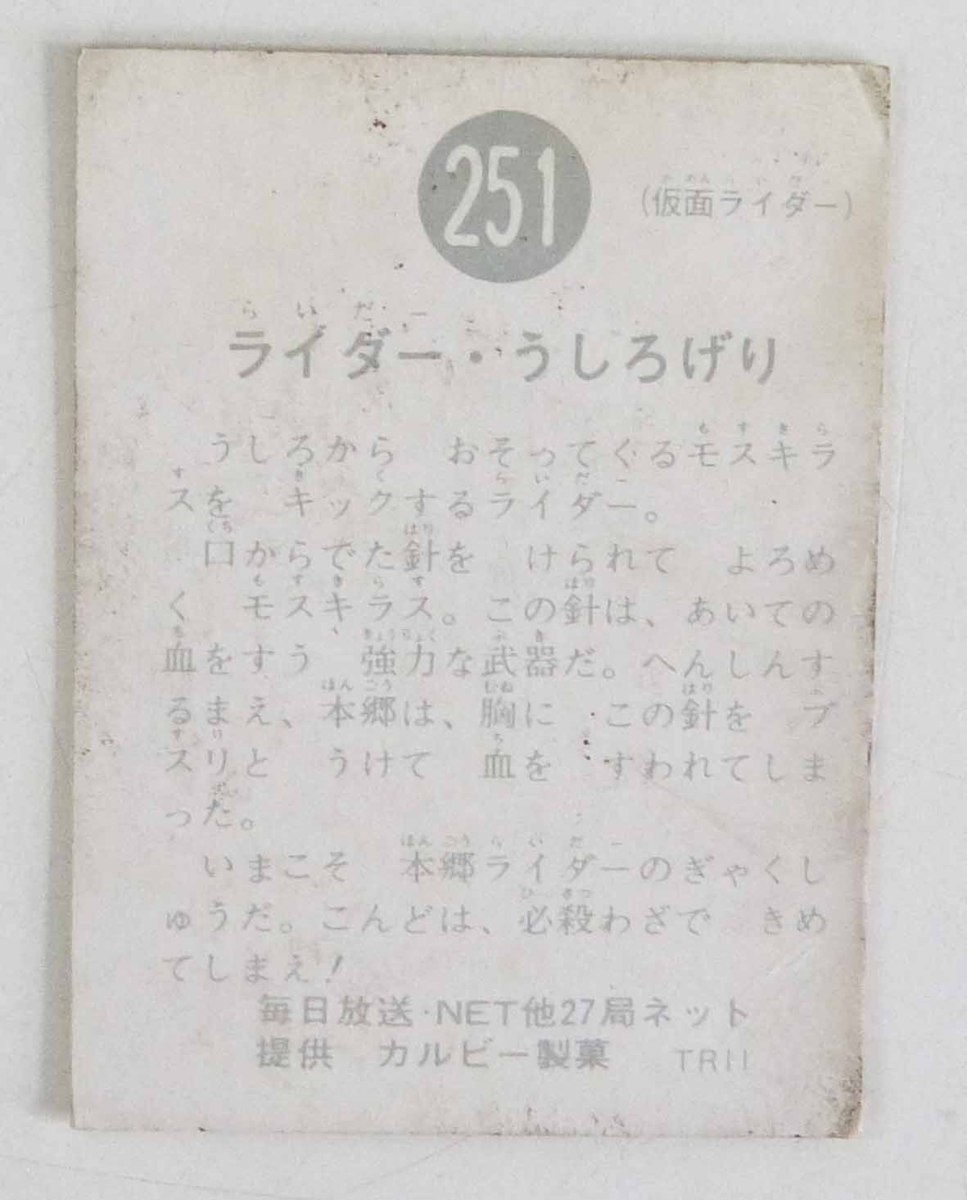 251
(仮面ライダー)
ライダー・うしろげり
うしろから　おそってくるモスキラ
スを　キックするライダー。
口からでた針を　けられて　よろめ
く　モスキラス。この針は、あいての
血をすう　強力な武器だ。へんしんす
るまえ、本郷は、胸に　この針を　ブ
スリと　うけて　血を　すわれてしま
った。
いまこそ　本郷ライダーのぎゃくし
ゅうだ。こんどは、必殺わざで　きめ
てしまえ!
毎日放送・NET他27局ネット
提供　カルビー製菓　TR11